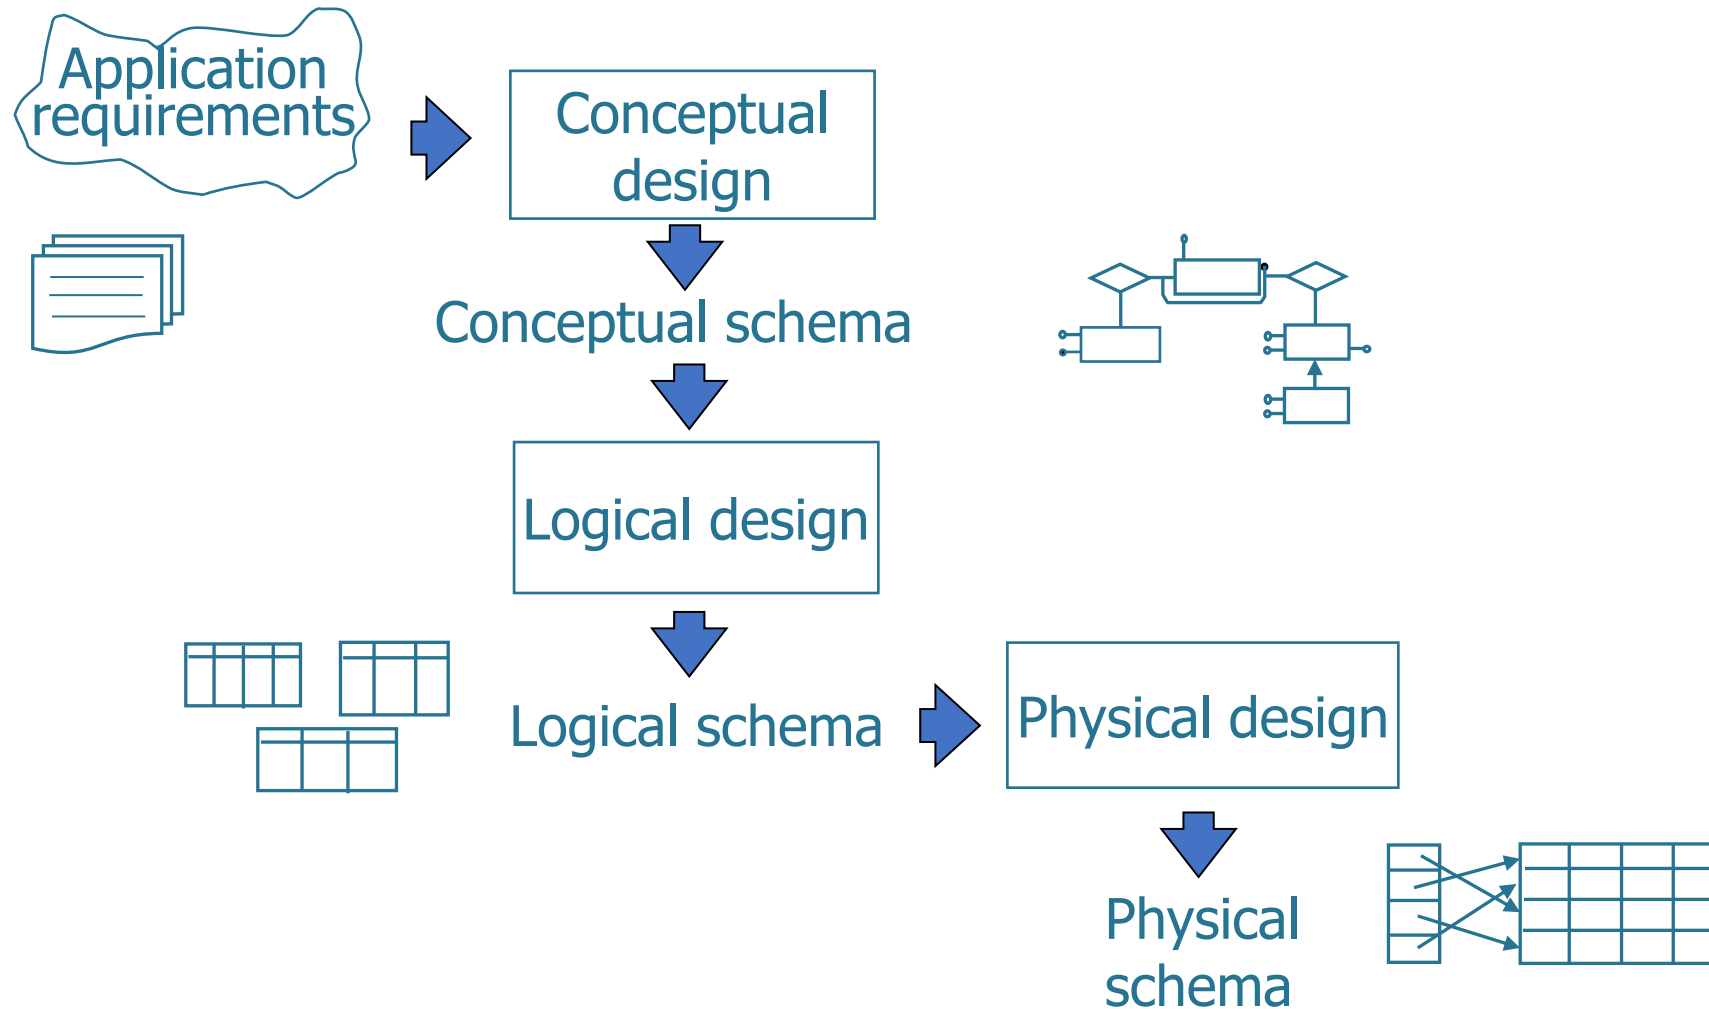 Application
requirements
Conceptual
design
Conceptual schema
Logical design
Logical schema
Physical design
Physical
schema